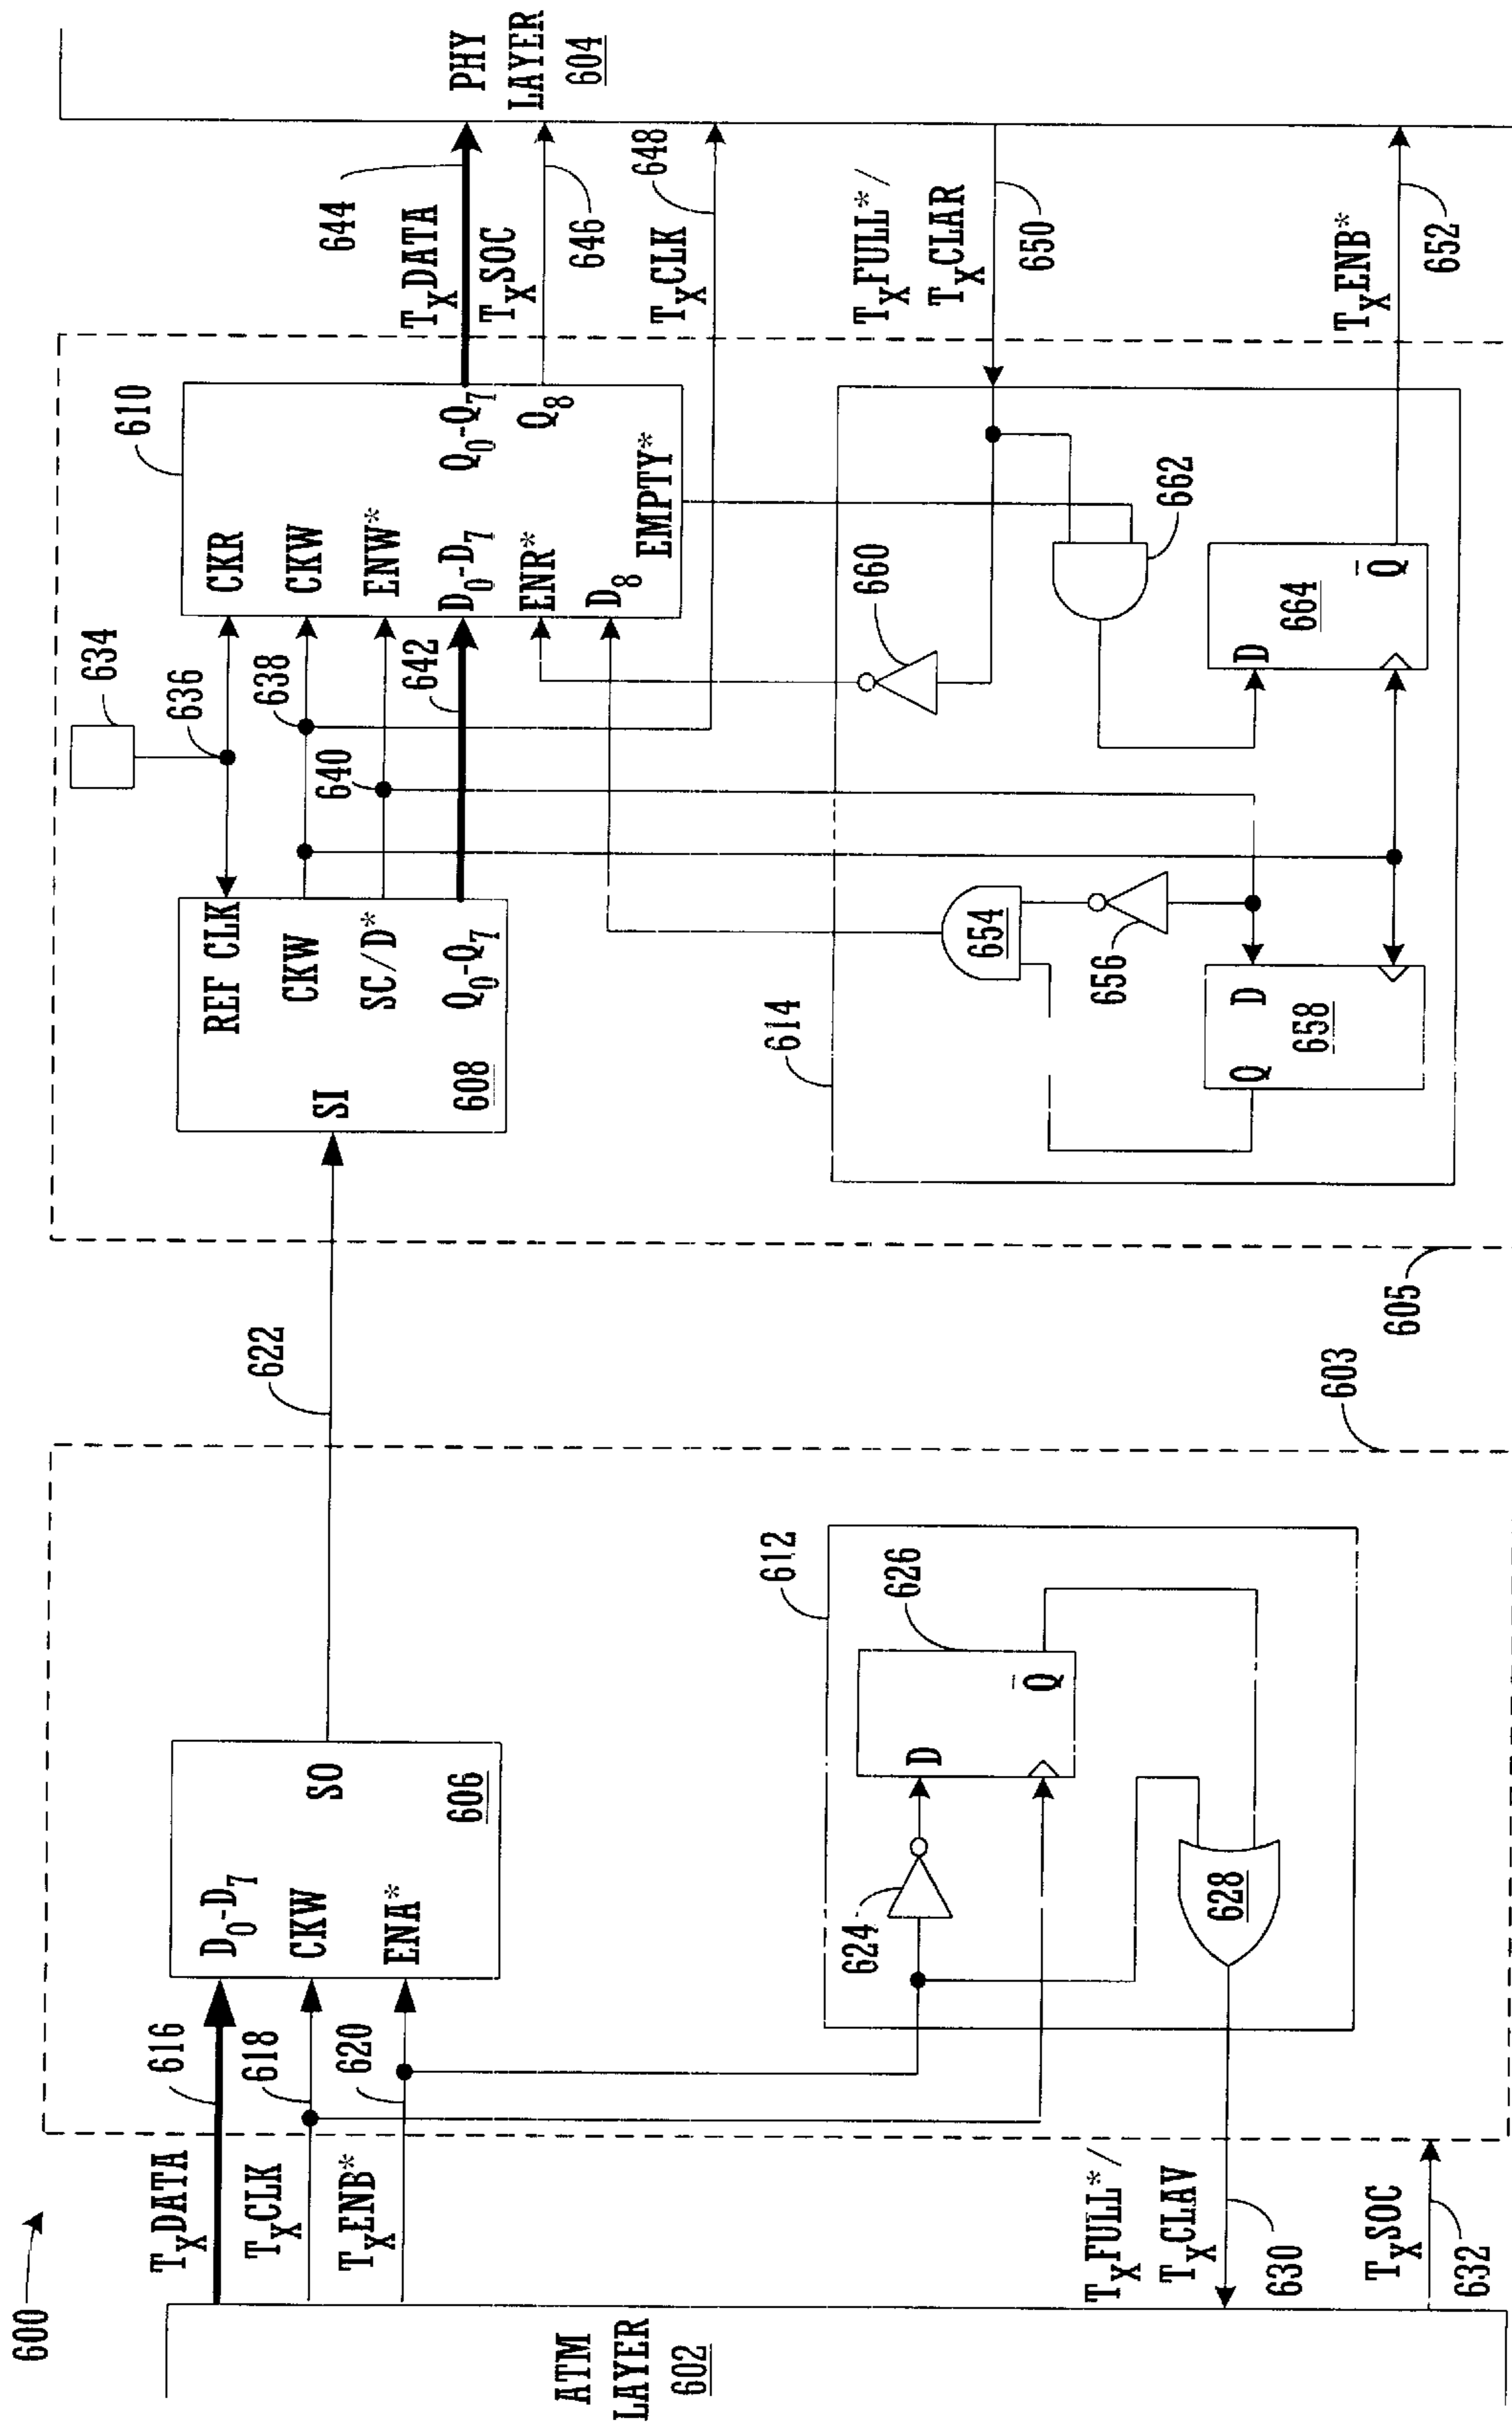 600
ATM
LAYER
602
TXDATA
616
TXCLK
618
TXENB*
620
D0-D7
CKW
ENA*
SO
606
TXFULL*/
TXCLAV
630
TXSOC
632
612
624
D
626
Q̅
628
603
622
605
SI
608
REF CLK
CKW
SC/D*
Q0-Q7
634
636
638
640
642
610
CKR
CKW
ENW*
D0-D7
ENR*
D8
EMPTY*
Q0-Q7
Q8
614
654
656
Q
D
658
660
662
D
664
Q̅
TXDATA
644
TXSOC
646
TXCLK
648
TXFULL*/
TXCLAR
650
TXENB*
652
PHY
LAYER
604